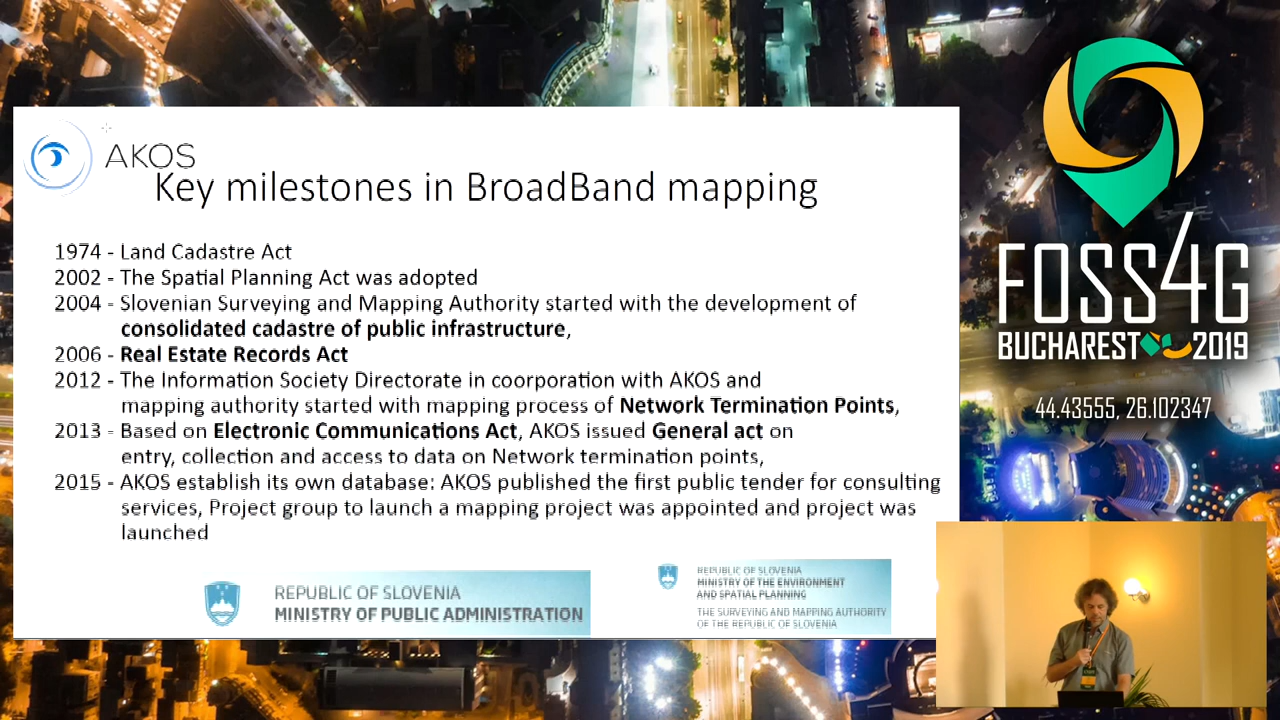 AKOS
Key milestones in BroadBand mapping
1974 - Land Cadastre Act
2002 - The Spatial Planning Act was adopted
2004 - Slovenian Surveying and Mapping Authority started with the development of
consolidated cadastre of public infrastructure,
2006 - Real Estate Records Act
2012 - The Information Society Directorate in coorporation with AKOS and
mapping authority started with mapping process of Network Termination Points,
2013 - Based on Electronic Communications Act, AKOS issued General act on
entry, collection and access to data on Network termination points,
2015 - AKOS establish its own database: AKOS published the first public tender for consulting
services, Project group to launch a mapping project was appointed and project was
launched
REPUBLIC OF SLOVENIA
MINISTRY OF PUBLIC ADMINISTRATION
REPUBLIC OF SLOVENIA
MINISTRY OF THE ENVIRONMENT
AND SPATIAL PLANNING
THE SURVEYING AND MAPPING AUTHORITY
OF THE REPUBLIC OF SLOVENIA
FOSS4G
BUCHAREST 2019
44.43555, 26.102347